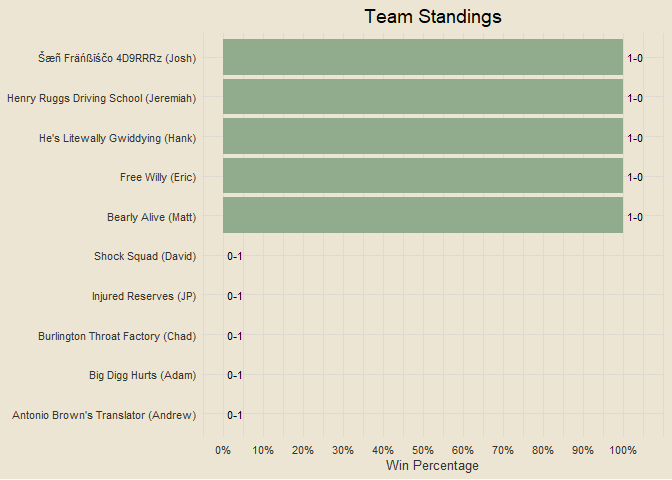 Team Standings
Šæñ Fräńßïščo 4D9RRRz (Josh)
1-0
Henry Ruggs Driving School (Jeremiah)
1-0
He's Litewally Gwiddying (Hank)
1-0
Free Willy (Eric)
1-0
Bearly Alive (Matt)
1-0
Shock Squad (David)
0-1
Injured Reserves (JP)
0-1
Burlington Throat Factory (Chad)
0-1
Big Digg Hurts (Adam)
0-1
Antonio Brown's Translator (Andrew)
0-1
0% 10% 20% 30% 40% 50% 60% 70% 80% 90% 100%
Win Percentage